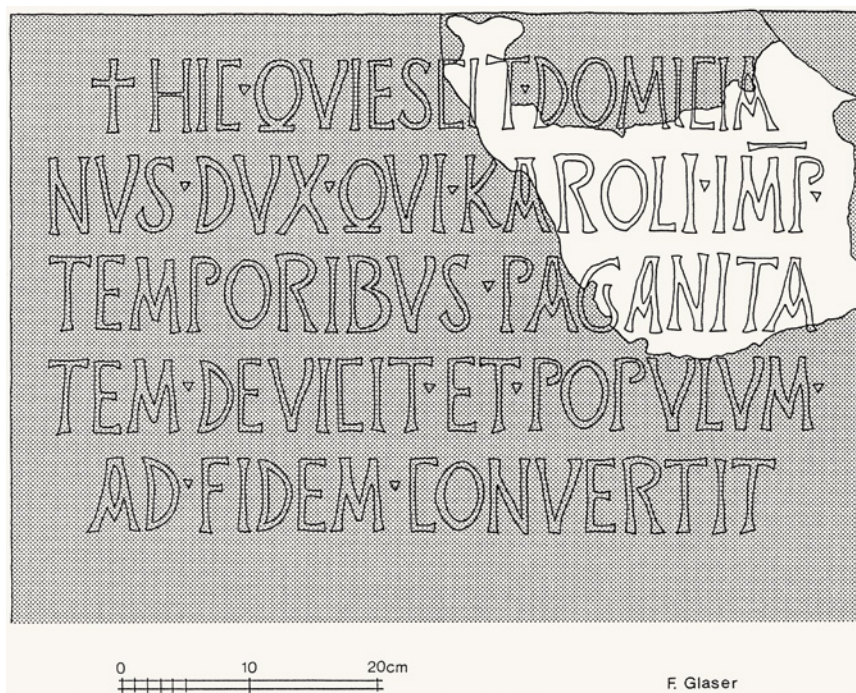 † HIC · QVIESCIT · DOMICIA
NVS · DVX · QVI · KAROLI · IMP ·
TEMPORIBVS · PAGANITA
TEM · DEVICIT · ET · POPVLVM ·
AD · FIDEM · CONVERTIT
0 10 20cm
F. Glaser